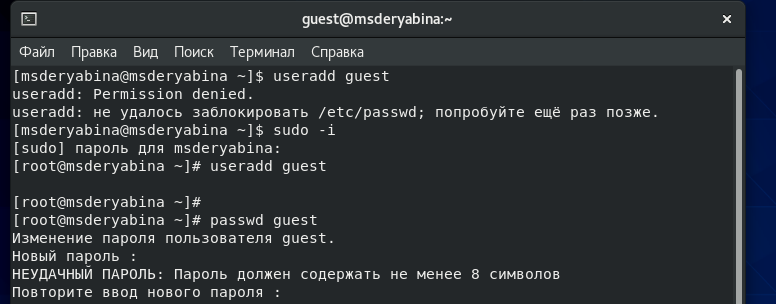 guest@msderyabina:~
Файл Правка Вид Поиск Терминал Справка
[msderyabina@msderyabina ~]$ useradd guest
useradd: Permission denied.
useradd: не удалось заблокировать /etc/passwd; попробуйте ещё раз позже.
[msderyabina@msderyabina ~]$ sudo -i
[sudo] пароль для msderyabina:
[root@msderyabina ~]# useradd guest
[root@msderyabina ~]#
[root@msderyabina ~]# passwd guest
Изменение пароля пользователя guest.
Новый пароль :
НЕУДАЧНЫЙ ПАРОЛЬ: Пароль должен содержать не менее 8 символов
Повторите ввод нового пароля :